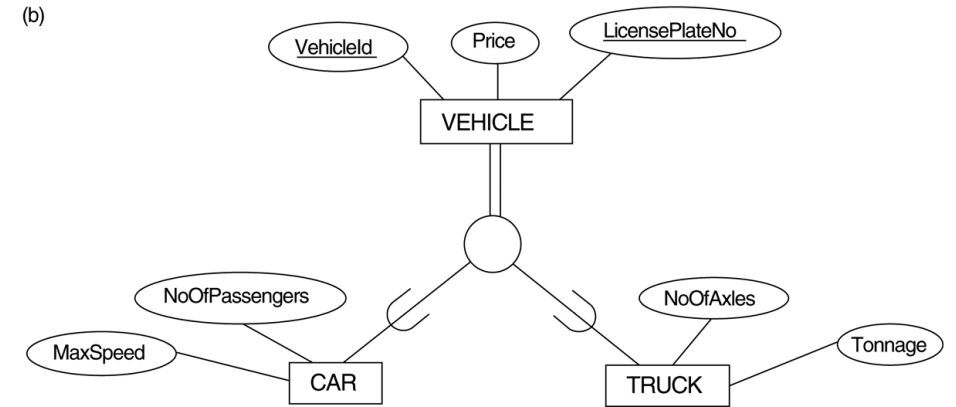 (b)
VehicleId
Price
LicensePlateNo
VEHICLE
NoOfPassengers
MaxSpeed
CAR
NoOfAxles
Tonnage
TRUCK